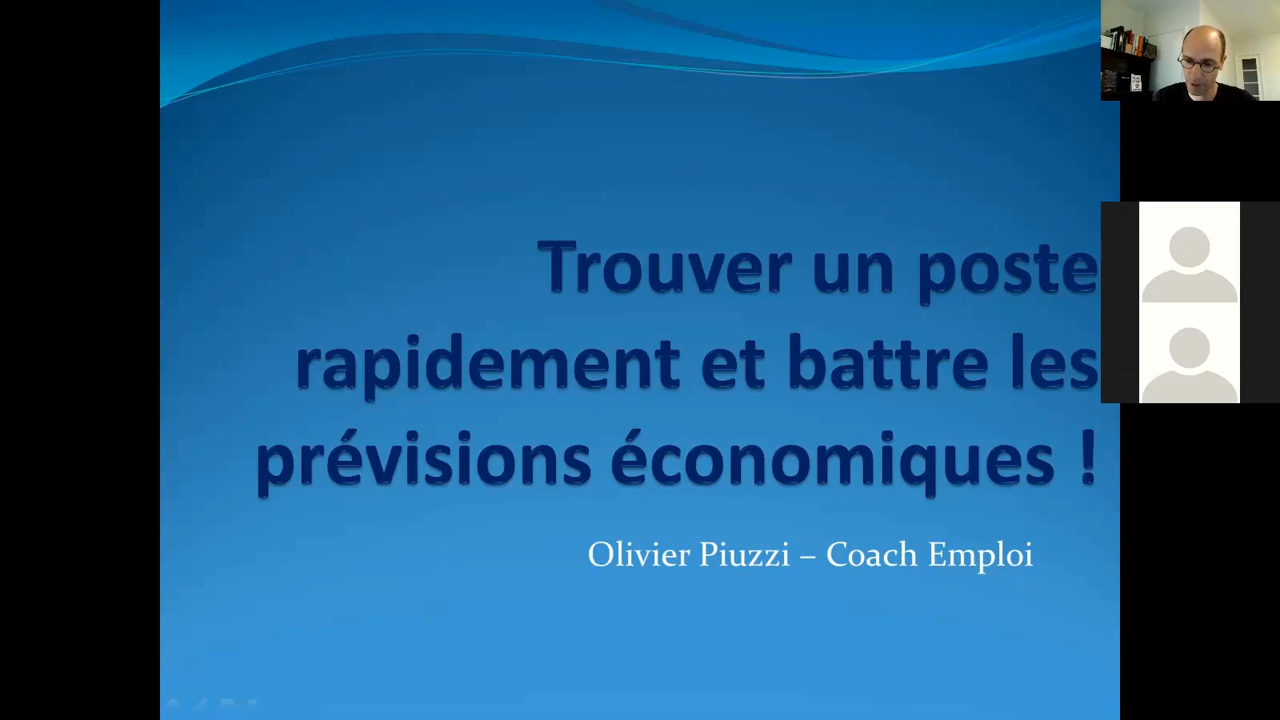 Trouver un poste
rapidement et battre les
prévisions économiques !
Olivier Piuzzi – Coach Emploi